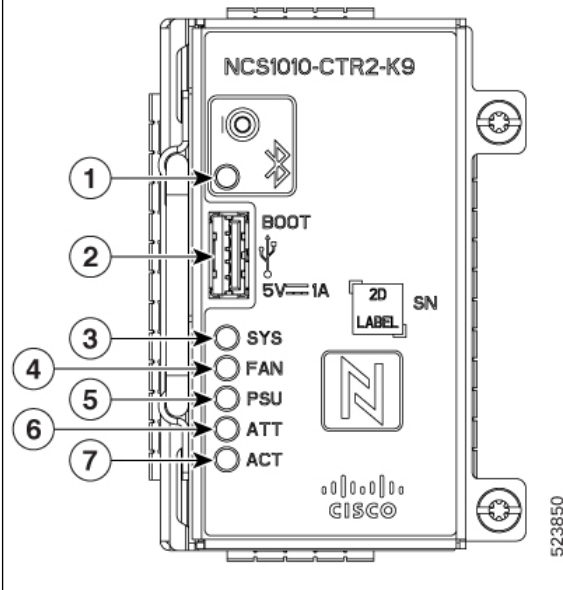 NCS1010-CTR2-K9
1
BOOT
2
5V 1A
2D
LABEL
SN
3
SYS
4
FAN
5
PSU
6
ATT
7
ACT
CISCO
523850